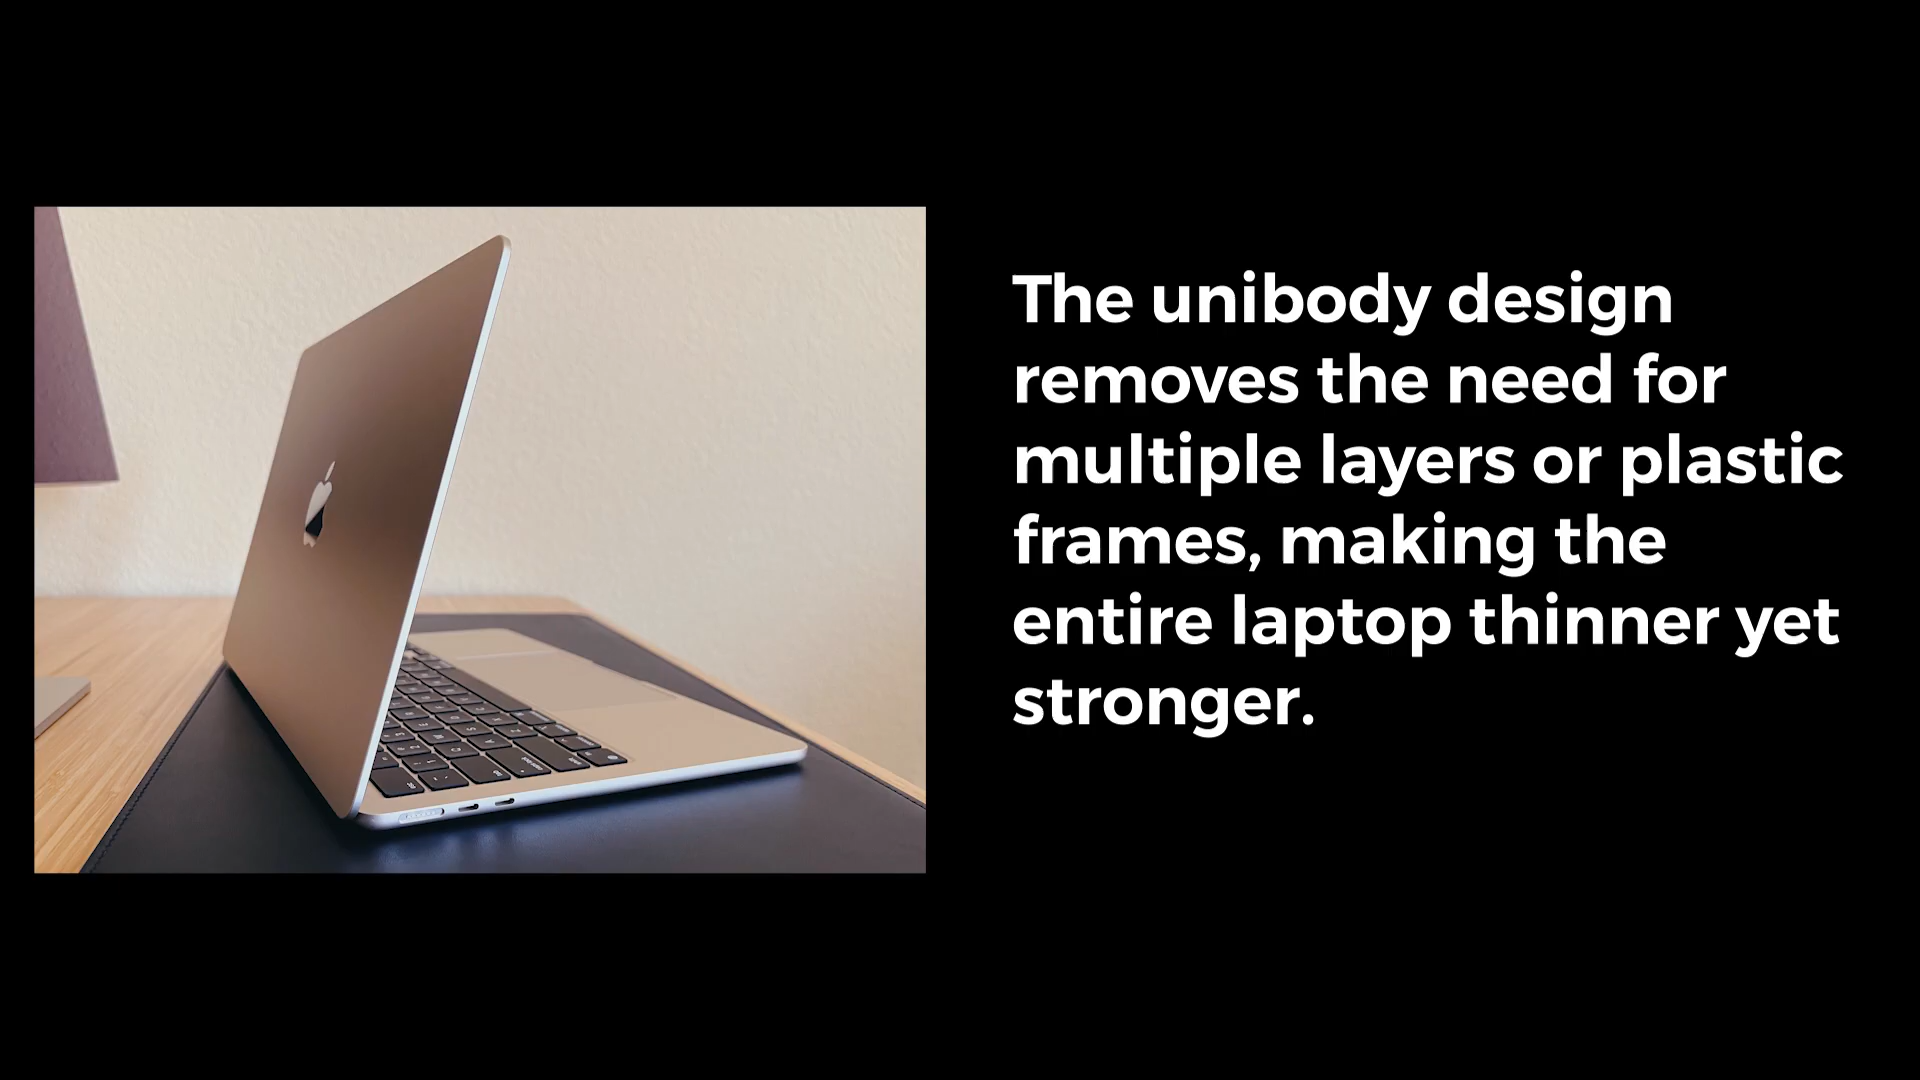 The unibody design
removes the need for
multiple layers or plastic
frames, making the
entire laptop thinner yet
stronger.